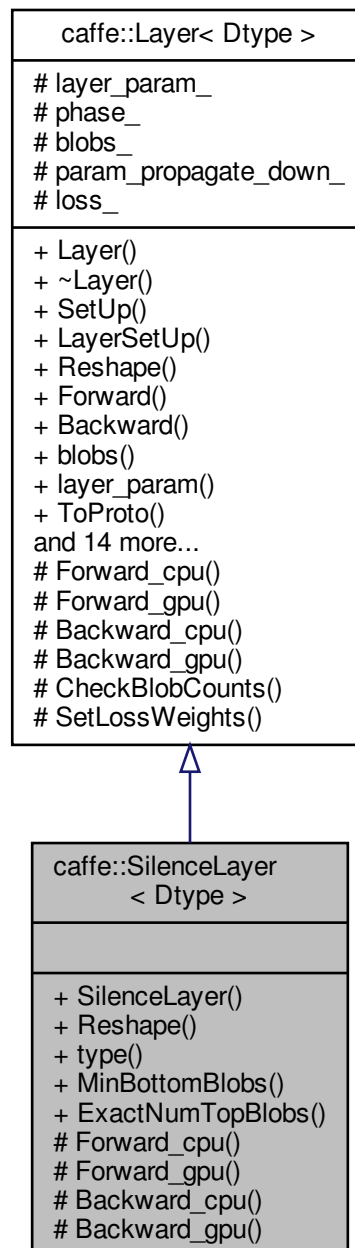 caffe::Layer< Dtype >
# layer_param_
# phase_
# blobs_
# param_propagate_down_
# loss_
+ Layer()
+ ~Layer()
+ SetUp()
+ LayerSetUp()
+ Reshape()
+ Forward()
+ Backward()
+ blobs()
+ layer_param()
+ ToProto()
and 14 more...
# Forward_cpu()
# Forward_gpu()
# Backward_cpu()
# Backward_gpu()
# CheckBlobCounts()
# SetLossWeights()
caffe::SilenceLayer
< Dtype >
+ SilenceLayer()
+ Reshape()
+ type()
+ MinBottomBlobs()
+ ExactNumTopBlobs()
# Forward_cpu()
# Forward_gpu()
# Backward_cpu()
# Backward_gpu()